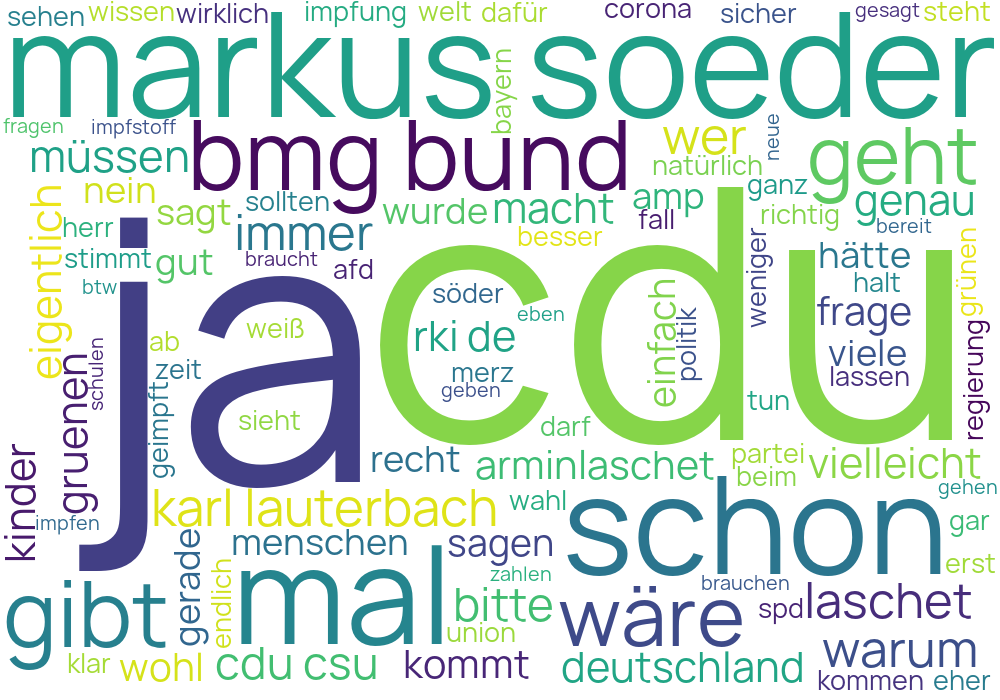 sehen wissen wirklich impfung welt dafür corona sicher gesagt steht
markus soeder
bayern
fragen impfstoff
bmg bund
wer
neue
geht
müssen
natürlich
nein
eigentlich
sagt sollten wurde macht amp ganz genau
herr immer fall richtig bereit
besser
weniger
grünen
stimmt gut braucht afd hätte
btw
ja
cdu
söder
halt
weiß eben einfach politik frage
rki de
ab
schulen
gruenen
geimpft
zeit
merz
geben
viele
lassen
regierung
sieht darf tun
kinder
recht arminlaschet partei vielleicht
beim
karl lauterbach wahl
schon
gehen
impfen gar
gerade
menschen sagen
endlich
mal
zahlen
erst
gibt
bitte
wäre
brauchen
spd laschet
union
warum
klar wohl cdu csu kommt deutschland
kommen eher